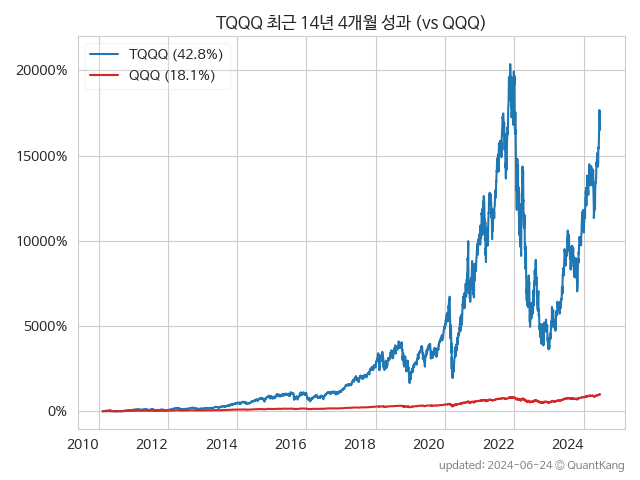 TQQQ 최근 14년 4개월 성과 (vs QQQ)
TQQQ (42.8%)
QQQ (18.1%)
20000%
15000%
10000%
5000%
0%
2010 2012 2014 2016 2018 2020 2022 2024
updated: 2024-06-24 © QuantKang